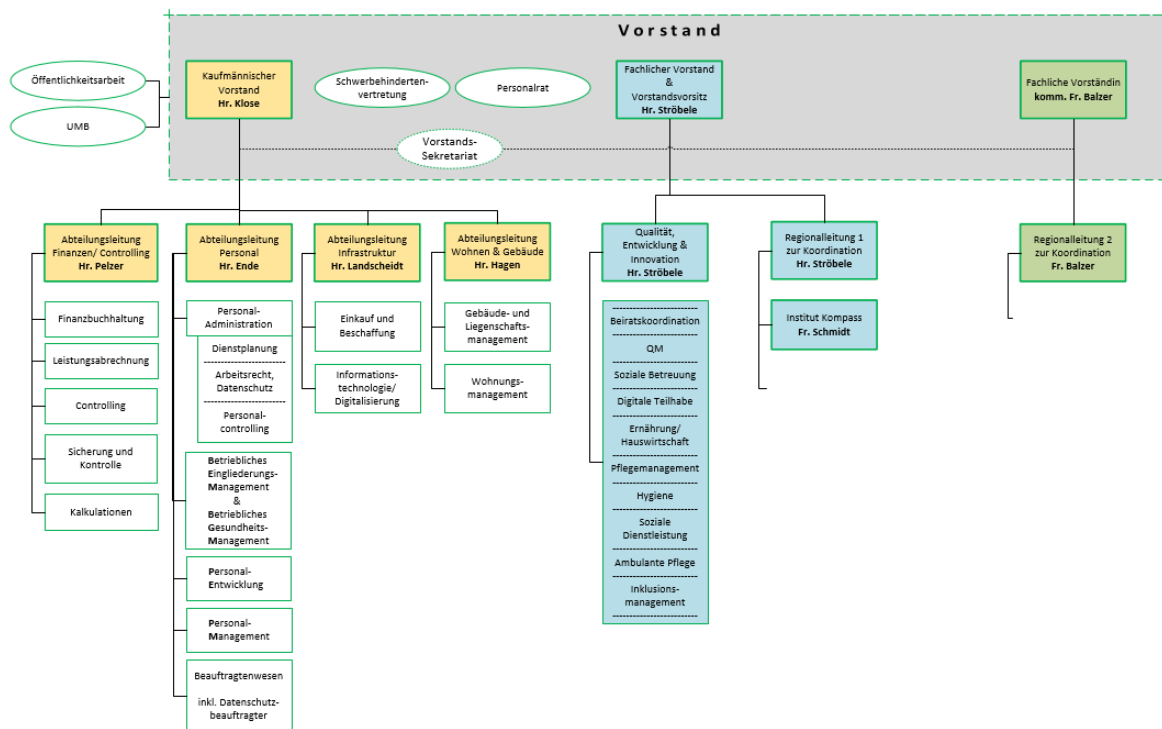 Vorstand
Öffentlichkeitsarbeit
UMB
Kaufmännischer
Vorstand
Hr. Klose
Schwerbehinderten-
vertretung
Personalrat
Fachlicher Vorstand
&
Vorstandsvorsitz
Hr. Ströbele
Fachliche Vorständin
komm. Fr. Balzer
Vorstands-
Sekretariat
Abteilungsleitung
Finanzen/ Controlling
Hr. Pelzer
Finanzbuchhaltung
Leistungsabrechnung
Controlling
Sicherung und
Kontrolle
Kalkulationen
Abteilungsleitung
Personal
Hr. Ende
Personal-
Administration
Dienstplanung
Arbeitsrecht,
Datenschutz
Personal-
controlling
Betriebliches
Eingliederungs-
Management
&
Betriebliches
Gesundheits-
Management
Personal-
Entwicklung
Personal-
Management
Beauftragtenwesen
inkl. Datenschutz-
beauftragter
Abteilungsleitung
Infrastruktur
Hr. Landscheidt
Einkauf und
Beschaffung
Informations-
technologie/
Digitalisierung
Abteilungsleitung
Wohnen & Gebäude
Hr. Hagen
Gebäude- und
Liegenschafts-
management
Wohnungs-
management
Qualität,
Entwicklung &
Innovation
Hr. Ströbele
Beiratskoordination
QM
Soziale Betreuung
Digitale Teilhabe
Ernährung/
Hauswirtschaft
Pflegemanagement
Hygiene
Soziale
Dienstleistung
Ambulante Pflege
Inklusions-
management
Regionalleitung 1
zur Koordination
Hr. Ströbele
Institut Kompass
Fr. Schmidt
Regionalleitung 2
zur Koordination
Fr. Balzer